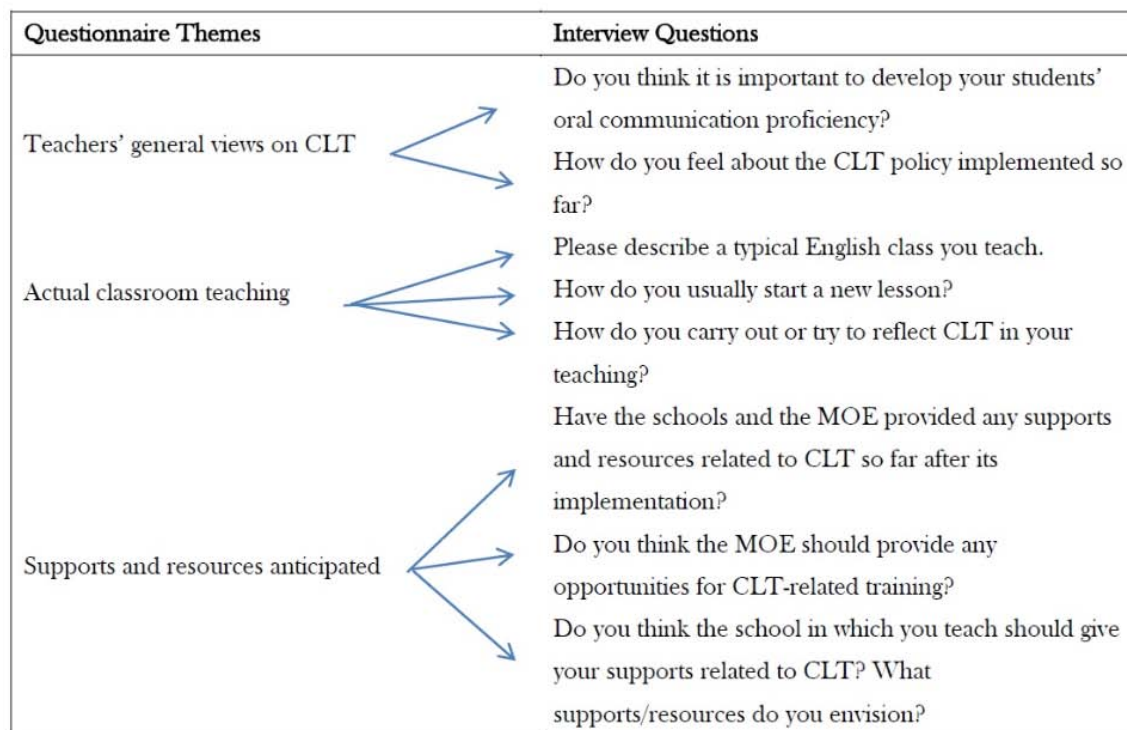 Questionnaire Themes
Interview Questions
Teachers' general views on CLT
Do you think it is important to develop your students'
oral communication proficiency?
How do you feel about the CLT policy implemented so
far?
Actual classroom teaching
Please describe a typical English class you teach.
How do you usually start a new lesson?
How do you carry out or try to reflect CLT in your
teaching?
Supports and resources anticipated
Have the schools and the MOE provided any supports
and resources related to CLT so far after its
implementation?
Do you think the MOE should provide any
opportunities for CLT-related training?
Do you think the school in which you teach should give
your supports related to CLT? What
supports/resources do you envision?